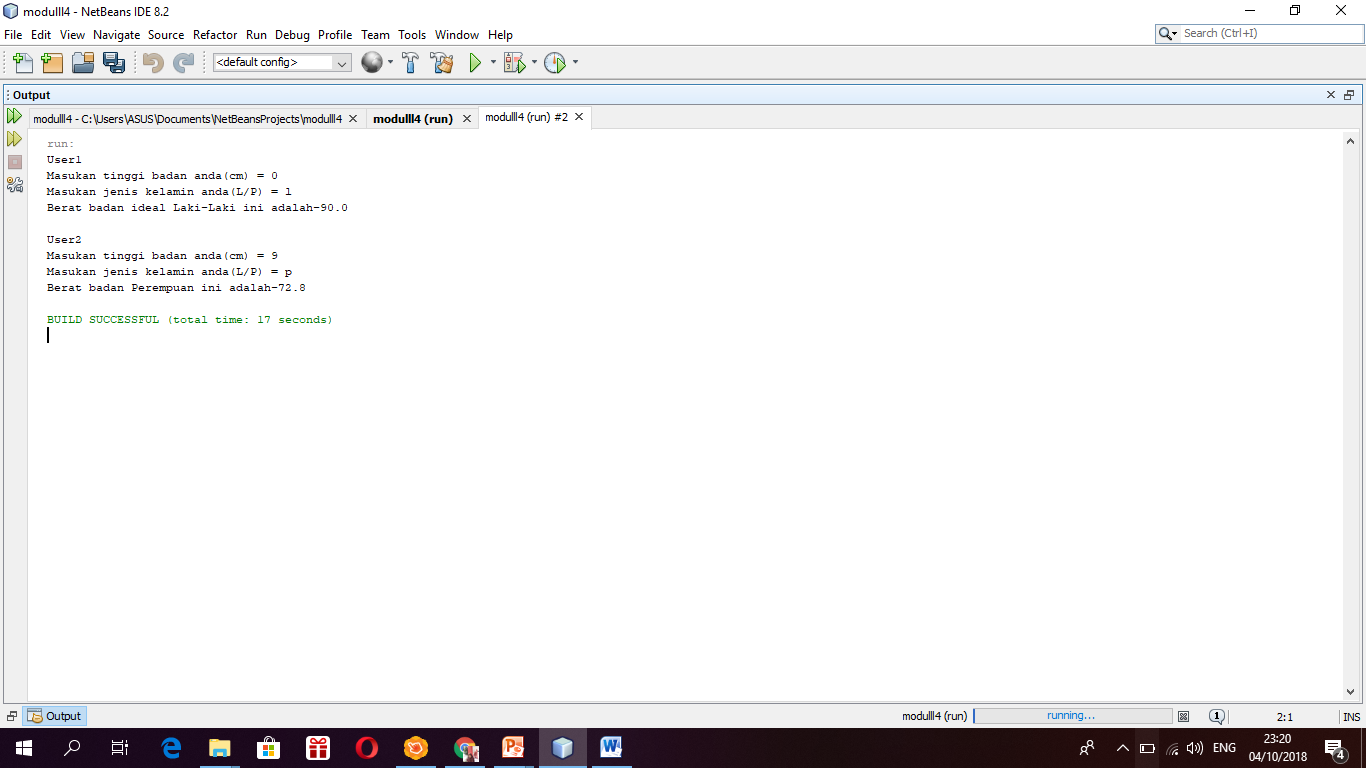 modulll4 - NetBeans IDE 8.2
File Edit View Navigate Source Refactor Run Debug Profile Team Tools Window Help
Search (Ctrl+I)
<default config>
Output
modulll4 - C:\Users\ASUS\Documents\NetBeansProjects\modulll4
modulll4 (run)
modulll4 (run) #2
run:
User1
Masukan tinggi badan anda(cm) = 0
Masukan jenis kelamin anda(L/P) = l
Berat badan ideal Laki-Laki ini adalah-90.0
User2
Masukan tinggi badan anda(cm) = 9
Masukan jenis kelamin anda(L/P) = p
Berat badan Perempuan ini adalah-72.8
BUILD SUCCESSFUL (total time: 17 seconds)
Output
modulll4 (run)
running...
1
2:1
INS
ENG
23:20
04/10/2018
4